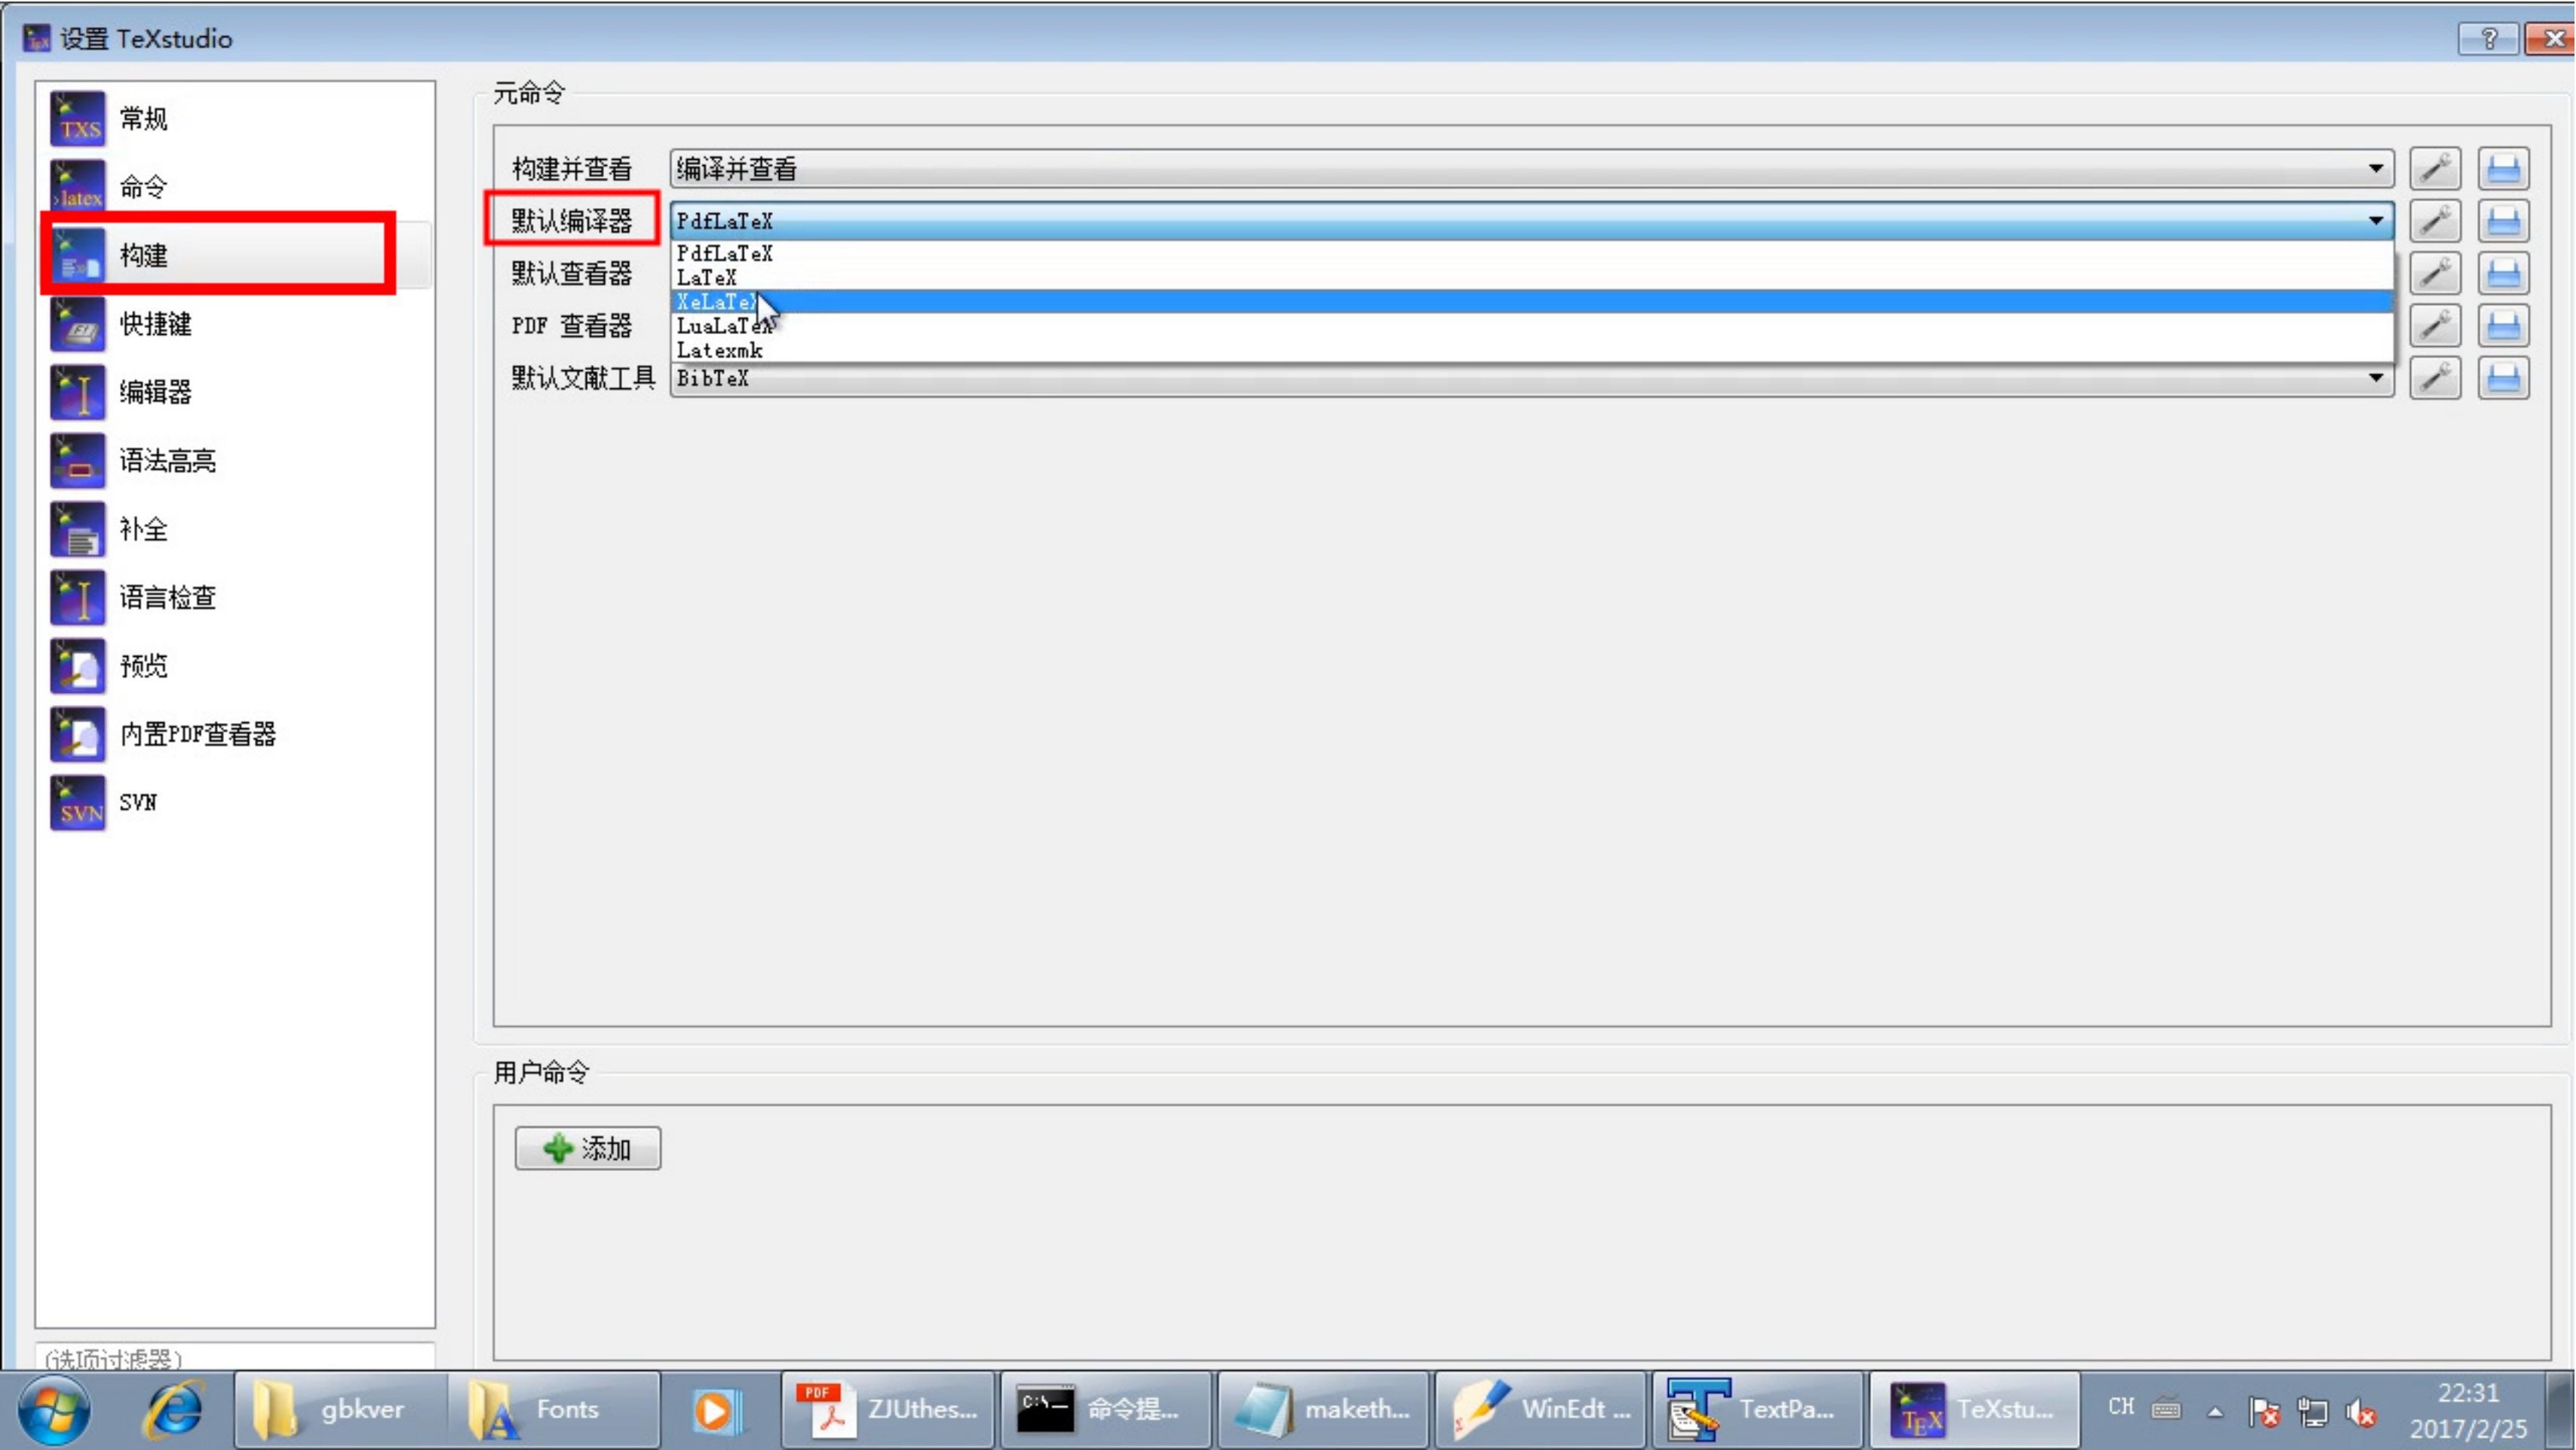 设置 TeXstudio
常规
命令
构建
快捷键
编辑器
语法高亮
补全
语言检查
预览
内置PDF查看器
SVN
(选项过滤器)
元命令
构建并查看 编译并查看
默认编译器 PdfLaTeX
PdfLaTeX
LaTeX
XeLaTeX
LuaLaTeX
Latexmk
默认查看器
PDF 查看器
默认文献工具 BibTeX
用户命令
添加
gbkver
Fonts
ZJUthes...
命令提...
maketh...
WinEdt ...
TextPa...
TeXstu...
CH
22:31
2017/2/25